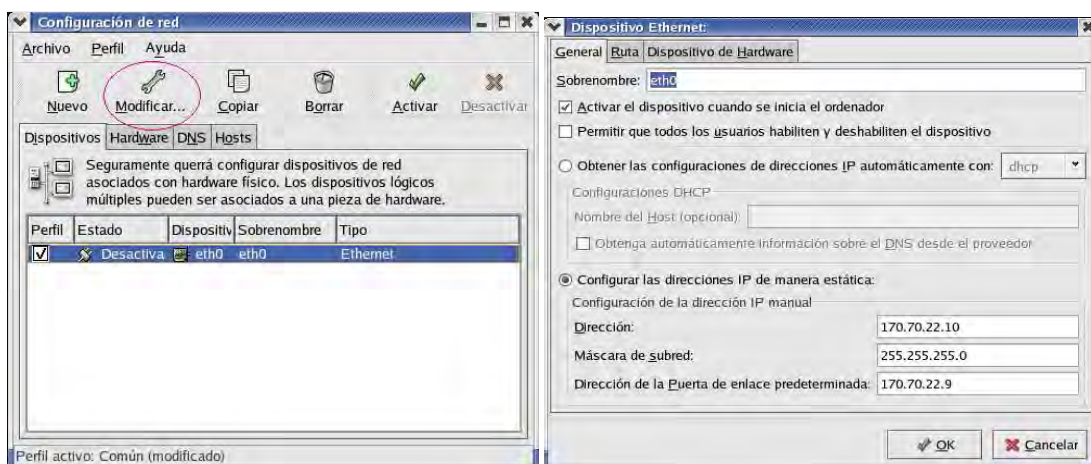 Configuración de red
Archivo Perfil Ayuda
Nuevo Modificar... Copiar Borrar Activar Desactivar
Dispositivos Hardware DNS Hosts
Seguramente querrá configurar dispositivos de red
asociados con hardware físico. Los dispositivos lógicos
múltiples pueden ser asociados a una pieza de hardware.
Perfil Estado Dispositiv Sobrenombre Tipo
Desactiva eth0 eth0 Ethernet
Perfil activo: Común (modificado)
Dispositivo Ethernet:
General Ruta Dispositivo de Hardware
Sobrenombre: eth0
Activar el dispositivo cuando se inicia el ordenador
Permitir que todos los usuarios habiliten y deshabiliten el dispositivo
Obtener las configuraciones de direcciones IP automáticamente con: dhcp
Configuraciones DHCP
Nombre del Host (opcional):
Obtenga automáticamente información sobre el DNS desde el proveedor
Configurar las direcciones IP de manera estática:
Configuración de la dirección IP manual
Dirección: 170.70.22.10
Máscara de subred: 255.255.255.0
Dirección de la Puerta de enlace predeterminada: 170.70.22.9
OK Cancelar